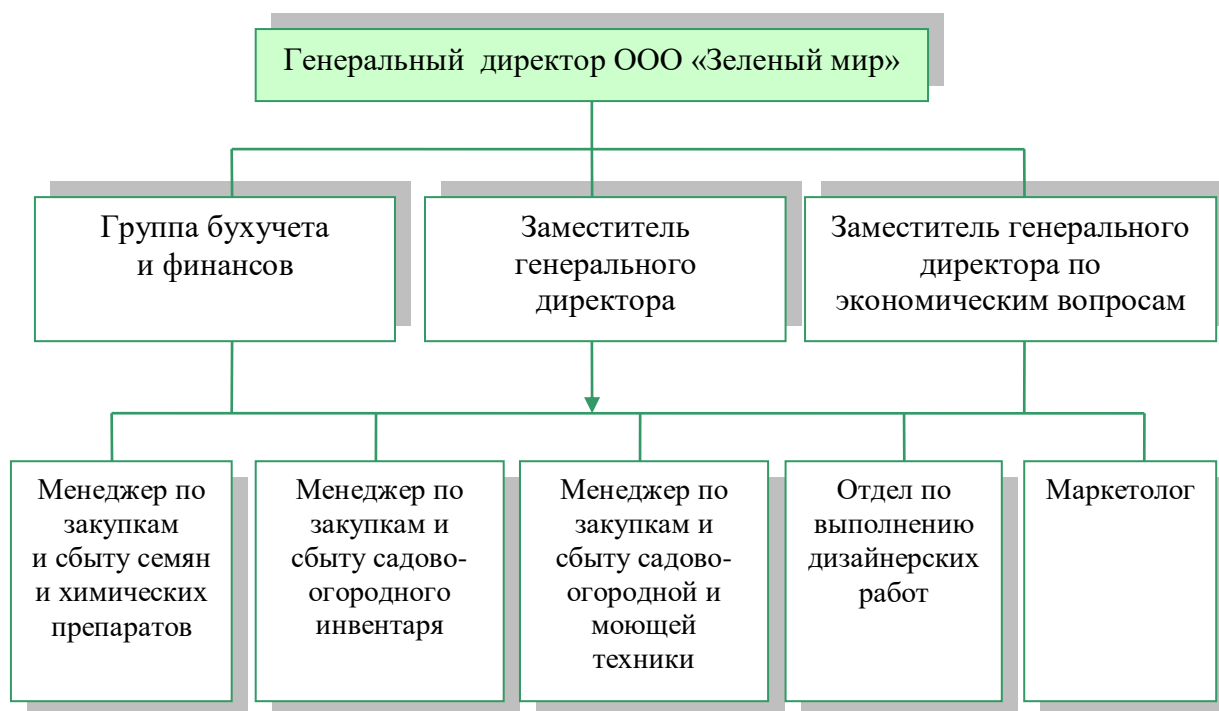 Генеральный директор ООО «Зеленый мир»
Группа бухучета
и финансов
Заместитель
генерального
директора
Заместитель генерального
директора по
экономическим вопросам
Менеджер по
закупкам
и сбыту семян
и химических
препаратов
Менеджер по
закупкам и
сбыту садово-
огородного
инвентаря
Менеджер по
закупкам и
сбыту садово-
огородной и
моющей
техники
Отдел по
выполнению
дизайнерских
работ
Маркетолог